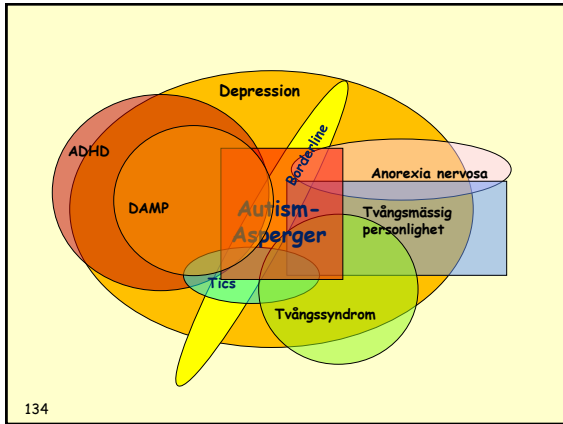 Depression
ADHD
Borderline
Anorexia nervosa
DAMP
Autism-
Asperger
Tvångsmässig
personlighet
Tics
Tvångssyndrom
134